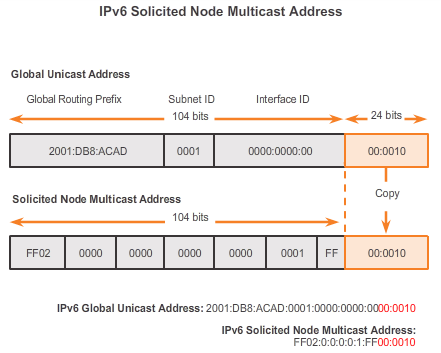 IPv6 Solicited Node Multicast Address
Global Unicast Address
Global Routing Prefix Subnet ID Interface ID
104 bits 24 bits
2001:DB8:ACAD 0001 0000:0000:00 00:0010
Solicited Node Multicast Address Copy
104 bits
FF02 0000 0000 0000 0000 0001 FF 00:0010
IPv6 Global Unicast Address: 2001:DB8:ACAD:0001:0000:0000:0000:0010
IPv6 Solicited Node Multicast Address:
FF02:0:0:0:0:1:FF00:0010